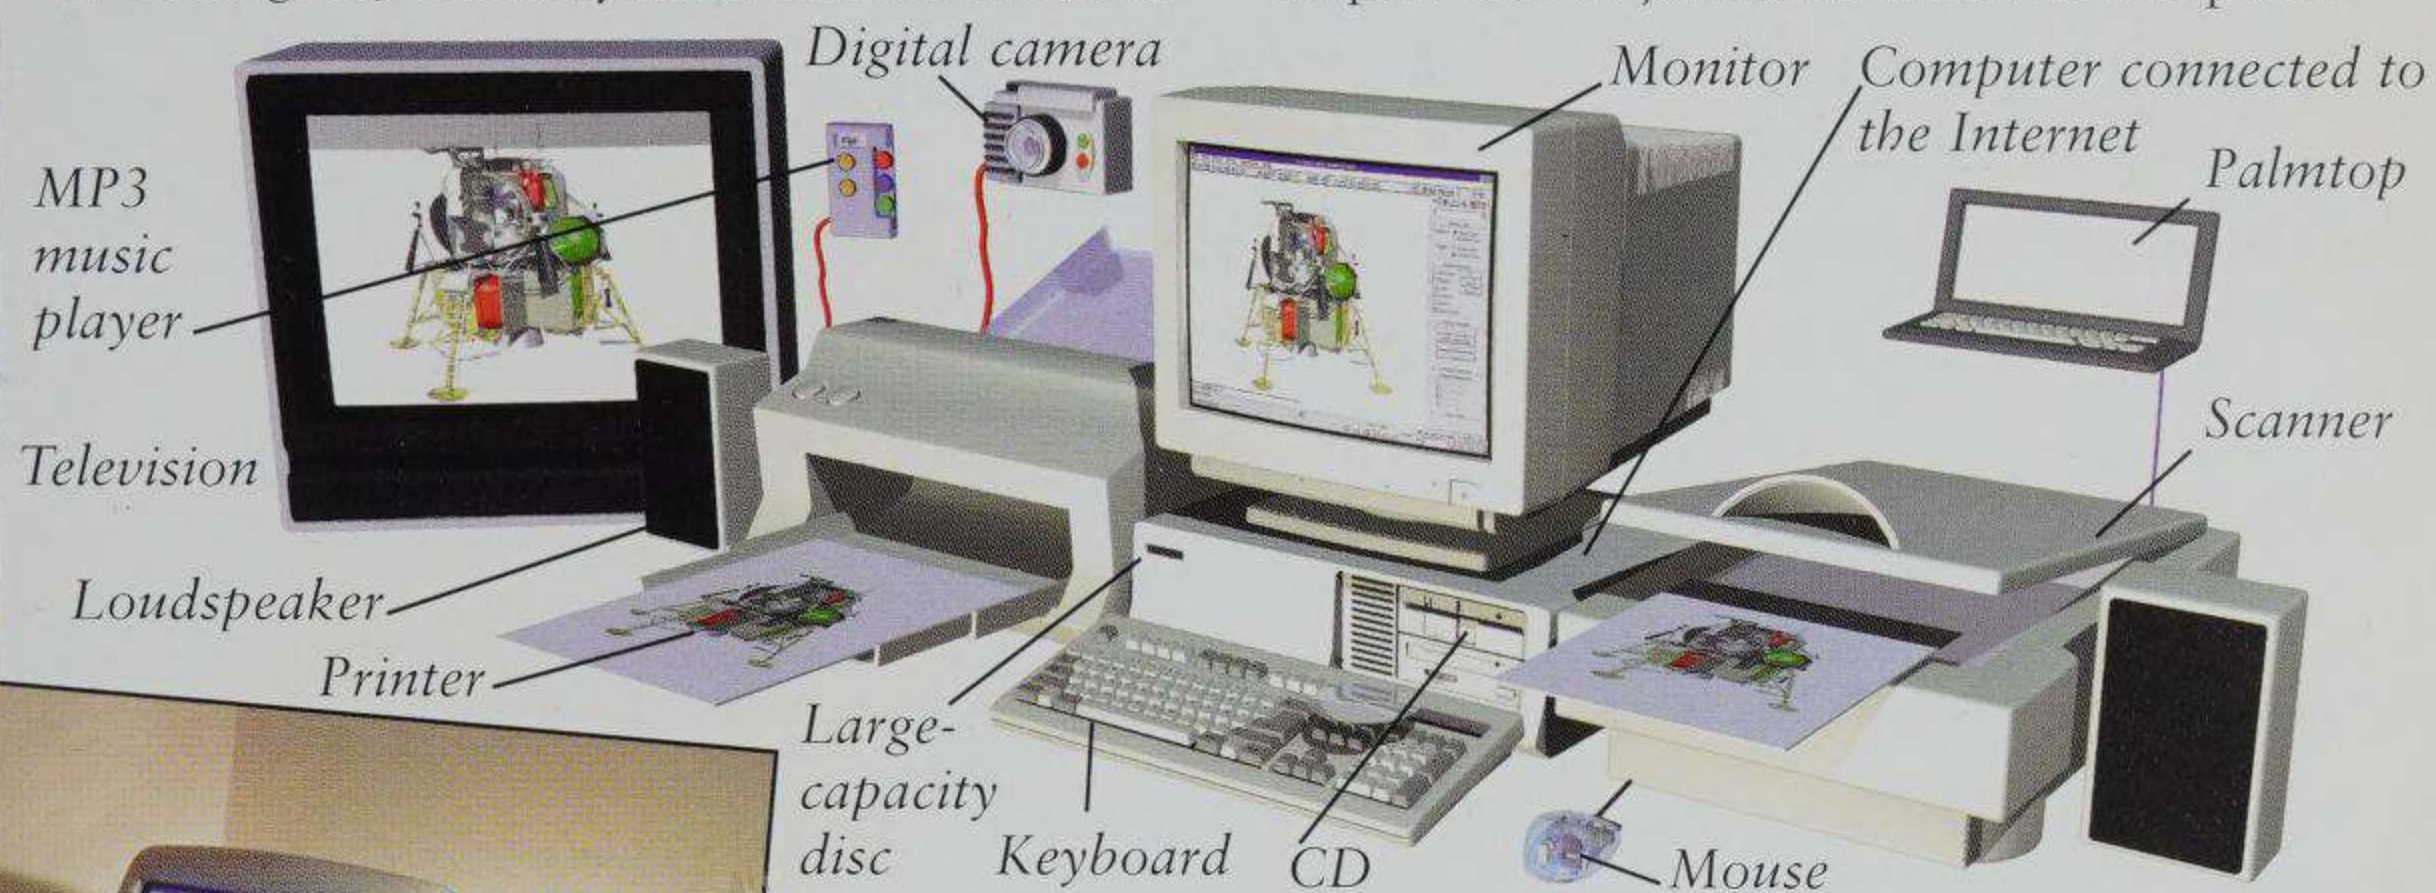 Digital camera
Monitor
Computer connected to
the Internet
Palmtop
MP3
music
player
Scanner
Television
Loudspeaker
Printer
Large-
capacity
disc
Keyboard
CD
Mouse